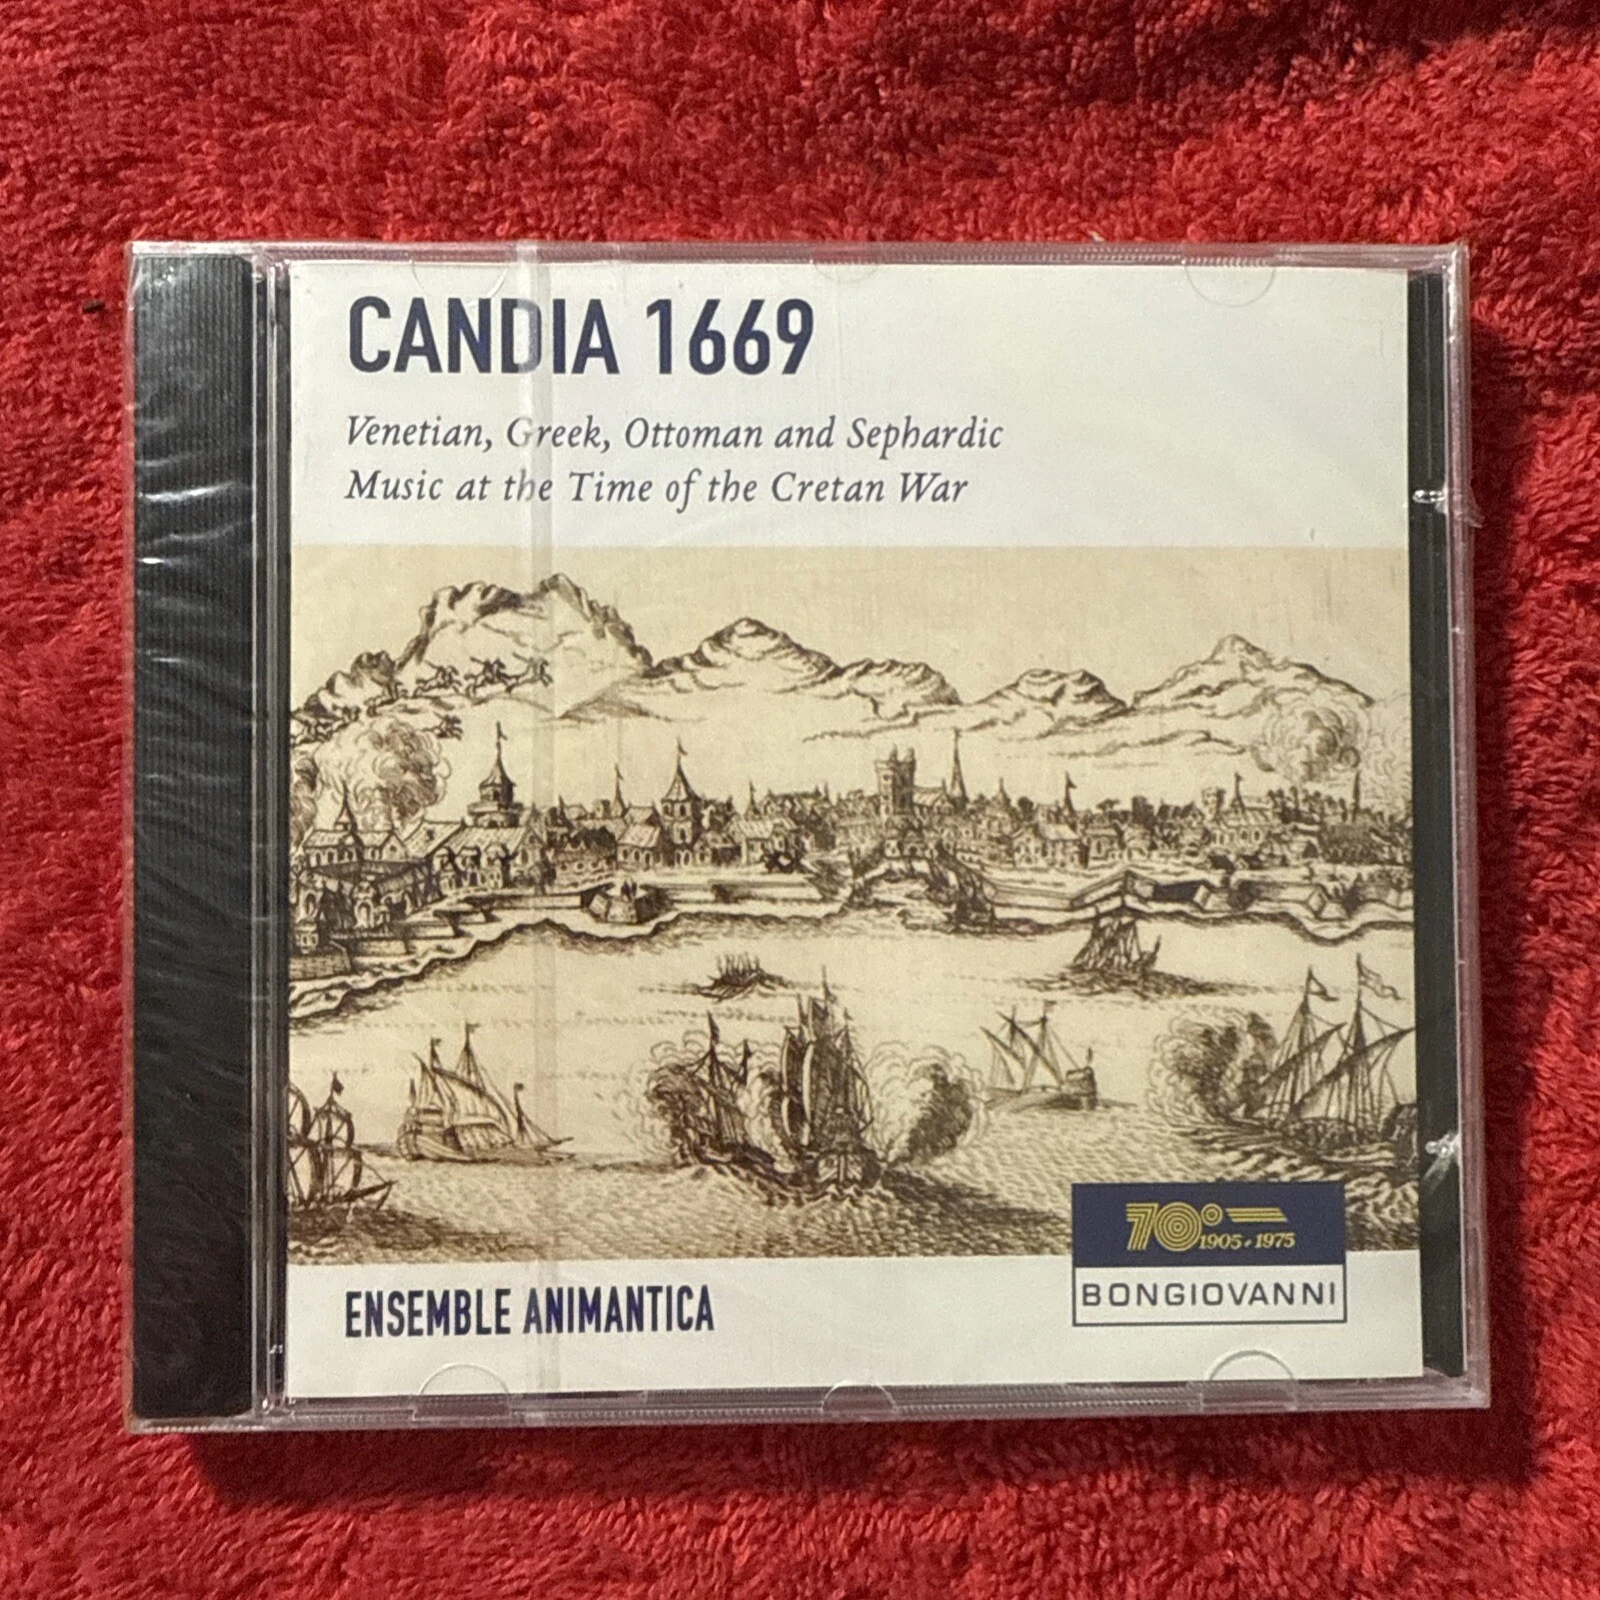 CANDIA 1669
Venetian, Greek, Ottoman and Sephardic
Music at the Time of the Cretan War
70°
1905 - 1975
BONGIOVANNI
ENSEMBLE ANIMANTICA